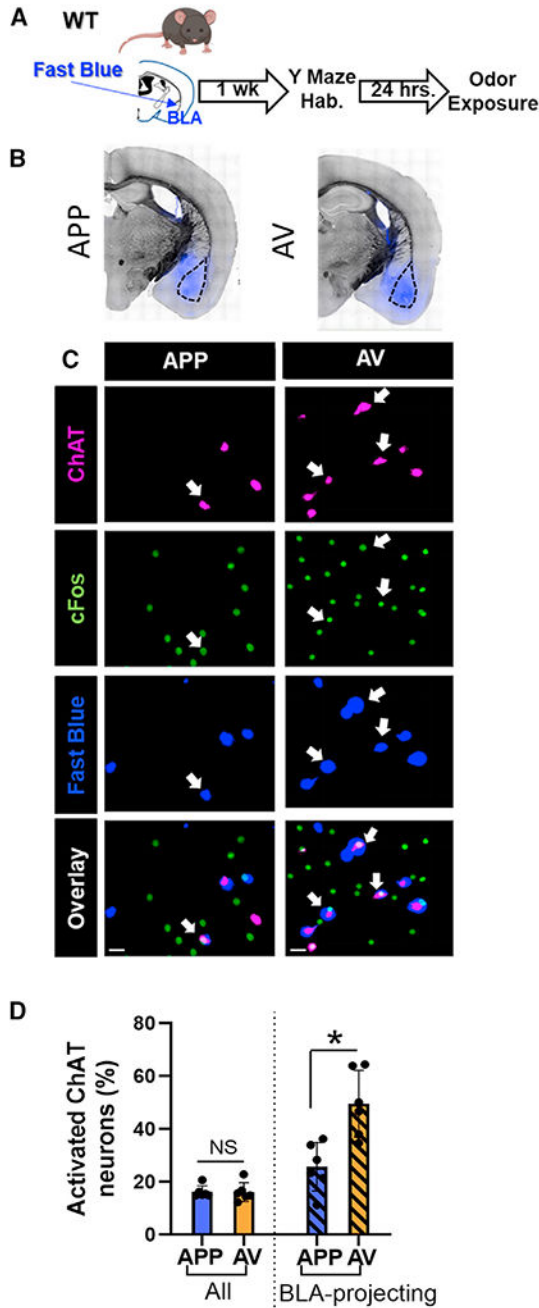 A
WT
Fast Blue
BLA
1 wk
Y Maze
Hab.
24 hrs.
Odor
Exposure
B
APP
AV
C
APP
AV
ChAT
cFos
Fast Blue
Overlay
D
Activated ChAT
neurons (%)
80
60
40
20
0
NS
*
APP
AV
APP
AV
All
BLA-projecting